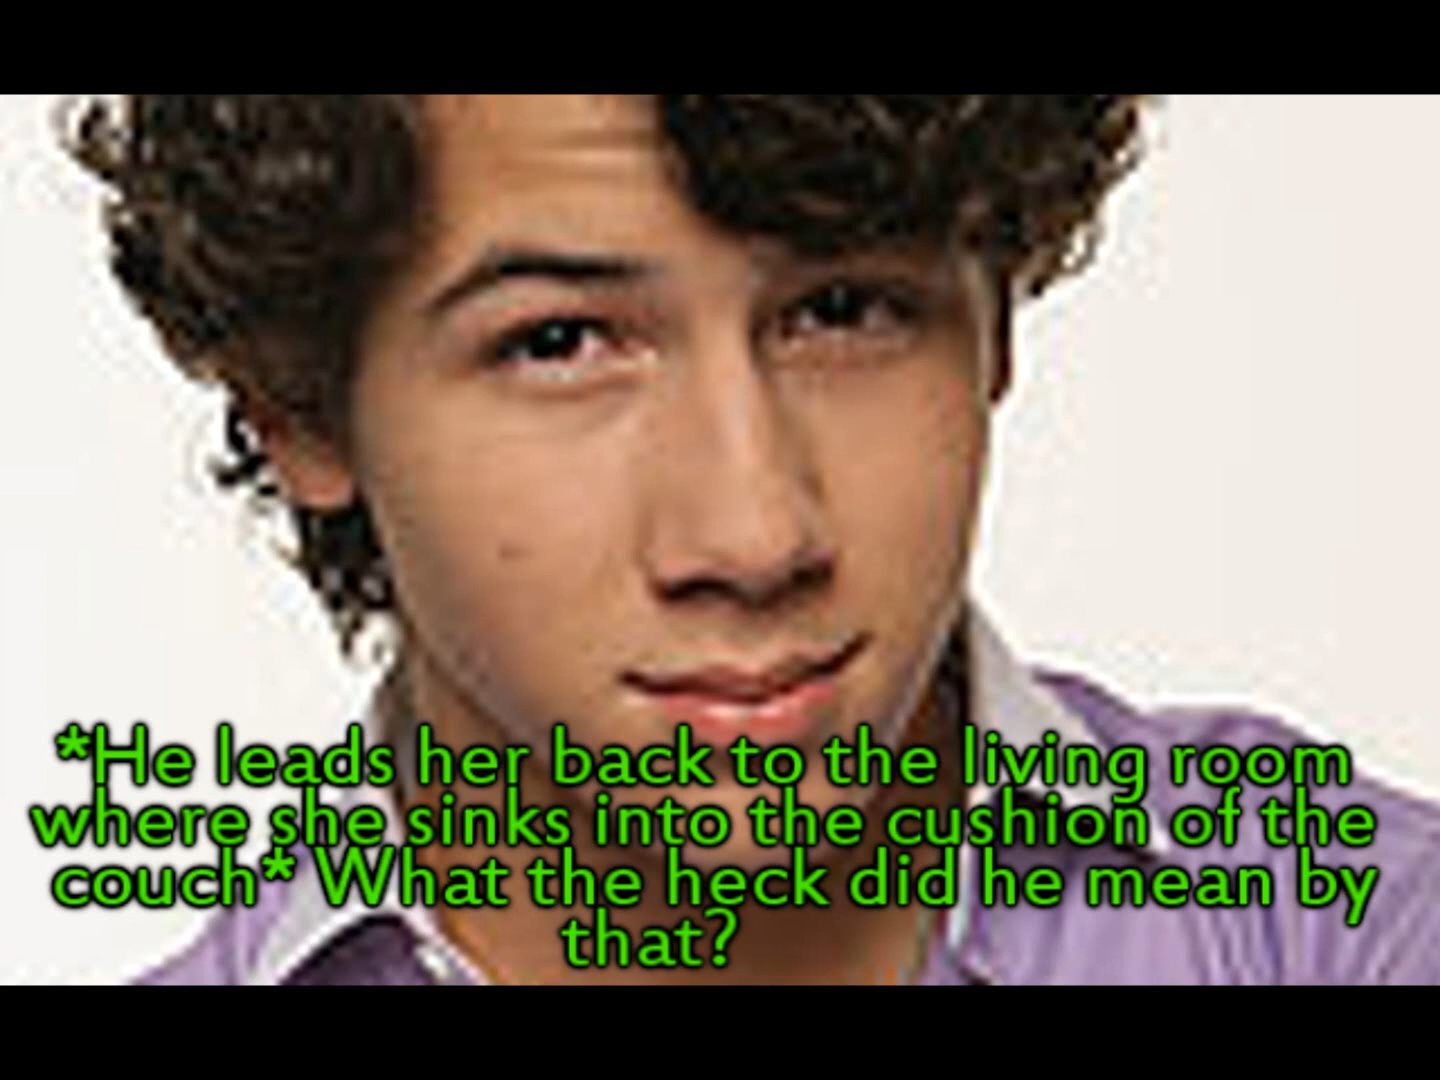 *He leads her back to the living room
where she sinks into the cushion of the
couch* What the heck did he mean by
that?